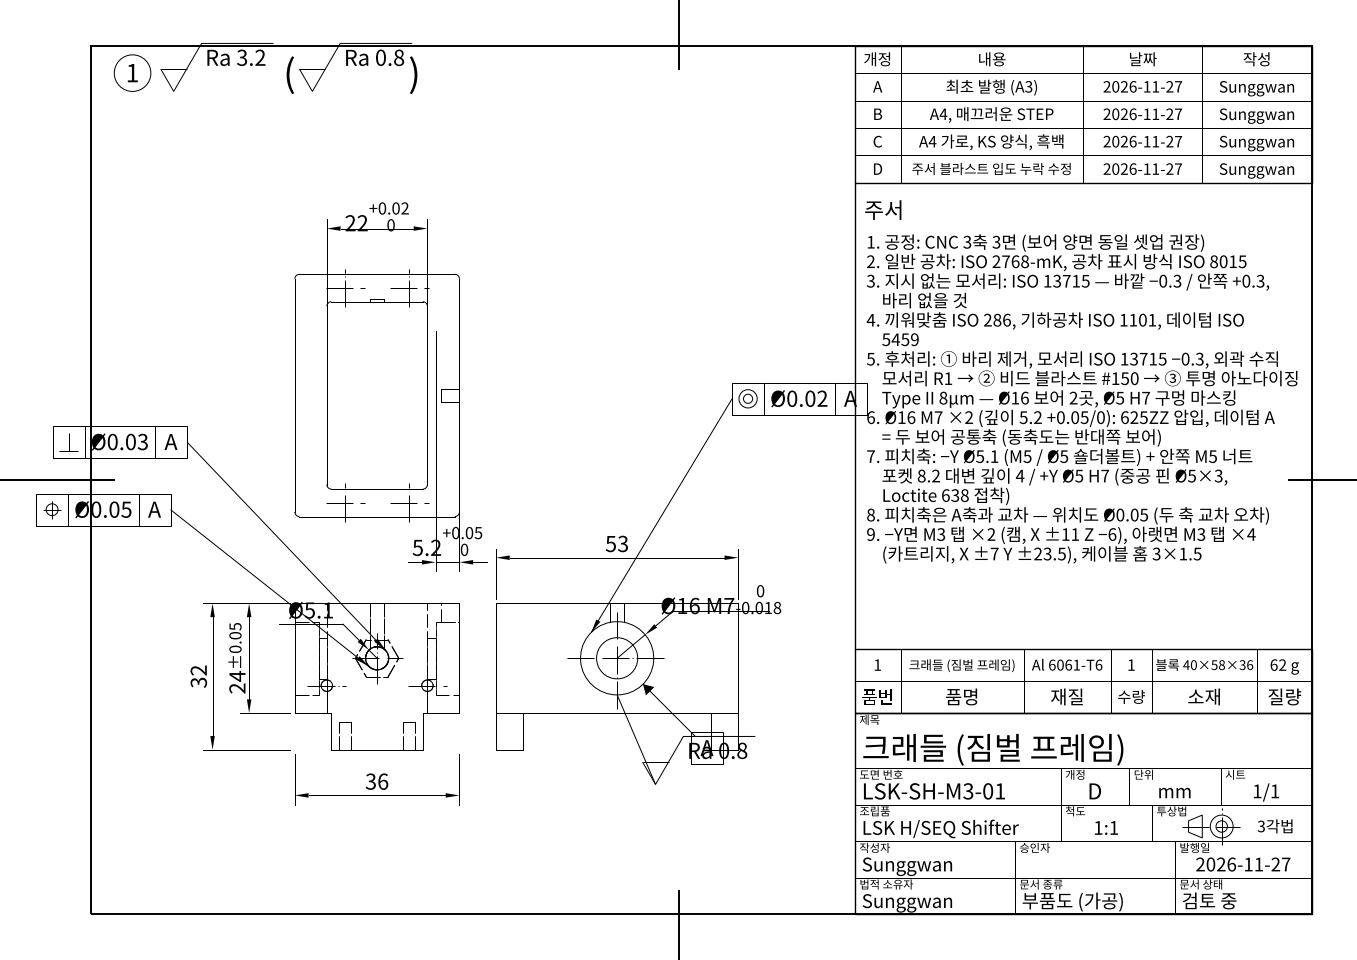 1 Ra 3.2 ( Ra 0.8 )
개정 내용 날짜 작성
A 최초 발행 (A3) 2026-11-27 Sunggwan
B A4, 매끄러운 STEP 2026-11-27 Sunggwan
C A4 가로, KS 양식, 흑백 2026-11-27 Sunggwan
D 주서 블라스트 입도 누락 수정 2026-11-27 Sunggwan
주서
1. 공정: CNC 3축 3면 (보어 양면 동일 셋업 권장)
2. 일반 공차: ISO 2768-mK, 공차 표시 방식 ISO 8015
3. 지시 없는 모서리: ISO 13715 — 바깥 −0.3 / 안쪽 +0.3,
바리 없을 것
4. 끼워맞춤 ISO 286, 기하공차 ISO 1101, 데이텀 ISO
5459
5. 후처리: ① 바리 제거, 모서리 ISO 13715 −0.3, 외곽 수직
모서리 R1 → ② 비드 블라스트 #150 → ③ 투명 아노다이징
Type II 8µm — Ø16 보어 2곳, Ø5 H7 구멍 마스킹
6. Ø16 M7 ×2 (깊이 5.2 +0.05/0): 625ZZ 압입, 데이텀 A
= 두 보어 공통축 (동축도는 반대쪽 보어)
7. 피치축: −Y Ø5.1 (M5 / Ø5 숄더볼트) + 안쪽 M5 너트
포켓 8.2 대변 깊이 4 / +Y Ø5 H7 (중공 핀 Ø5×3,
Loctite 638 접착)
8. 피치축은 A축과 교차 — 위치도 Ø0.05 (두 축 교차 오차)
9. −Y면 M3 탭 ×2 (캠, X ±11 Z −6), 아랫면 M3 탭 ×4
(카트리지, X ±7 Y ±23.5), 케이블 홈 3×1.5
22 +0.02 0
◎ Ø0.02 A
⊥ Ø0.03 A
⌖ Ø0.05 A
5.2 +0.05 0
53
Ø5.1
Ø16 M7 0 -0.018
32
24±0.05
36
A
Ra 0.8
1 크래들 (짐벌 프레임) Al 6061-T6 1 블록 40×58×36 62 g
품번 품명 재질 수량 소재 질량
제목
크래들 (짐벌 프레임)
도면 번호 개정 단위 시트
LSK-SH-M3-01 D mm 1/1
조립품 척도 투상법
LSK H/SEQ Shifter 1:1 3각법
작성자 승인자 발행일
Sunggwan 2026-11-27
법적 소유자 문서 종류 문서 상태
Sunggwan 부품도 (가공) 검토 중